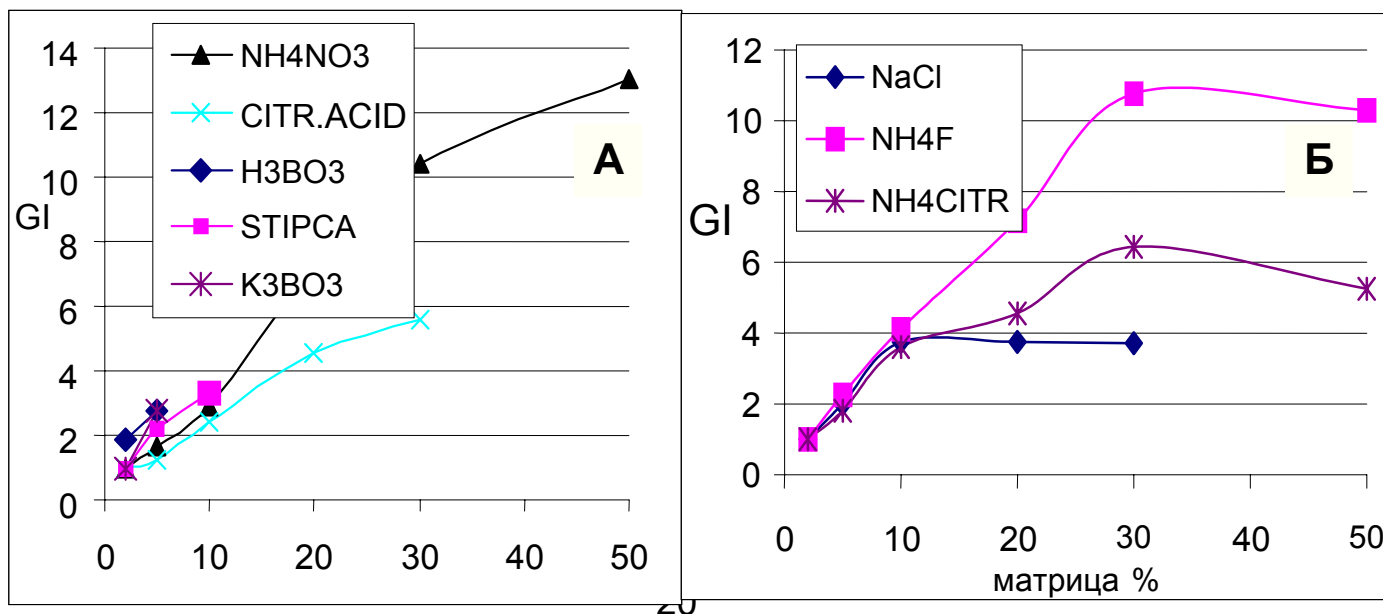 14
12
10
8
6
4
2
0
GI
NH4NO3
CITR.ACID
H3BO3
STIPCA
K3BO3
А
0 10 20 30 40 50
12
10
8
6
4
2
0
GI
NaCl
NH4F
NH4CITR
Б
0 10 20 30 40 50
матрица %